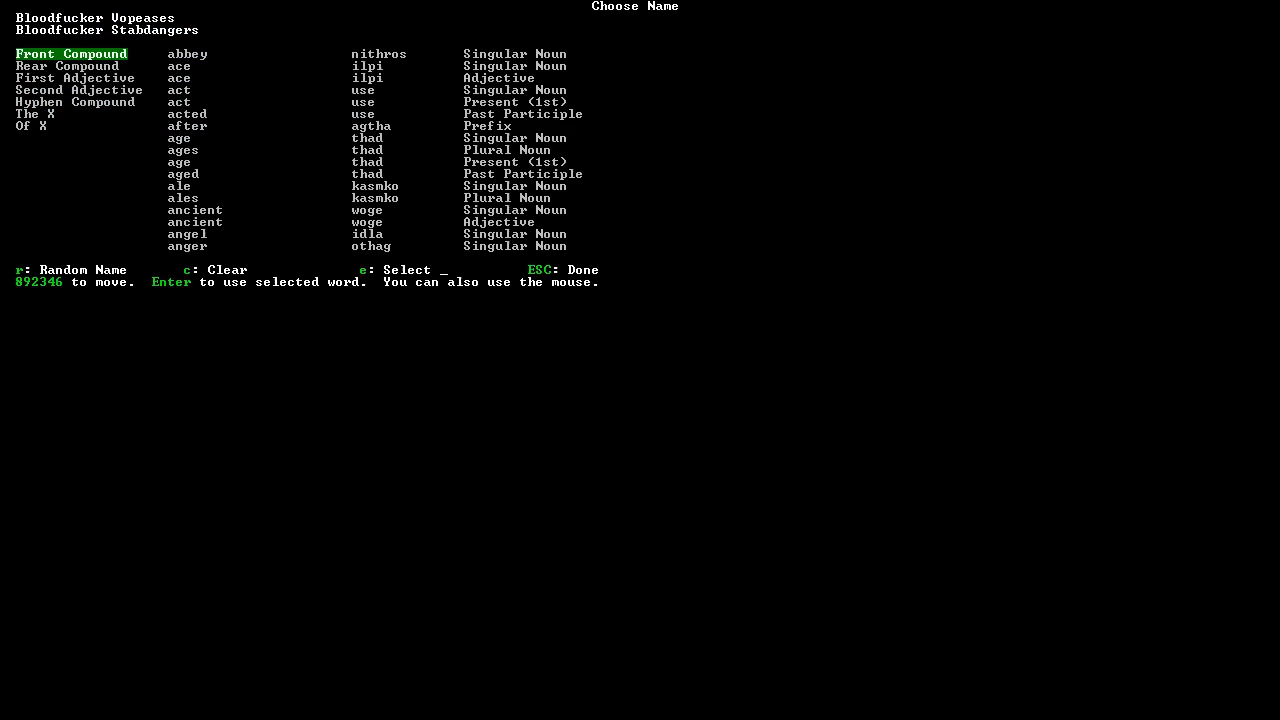 Choose Name
Bloodfucker Vopeases
Bloodfucker Stabdangers
Front Compound abbey nithros Singular Noun
Rear Compound ace ilpi Singular Noun
First Adjective ace ilpi Adjective
Second Adjective act use Singular Noun
Hyphen Compound act use Present (1st)
The X acted use Past Participle
Of X after agtha Prefix
age thad Singular Noun
ages thad Plural Noun
age thad Present (1st)
aged thad Past Participle
ale kasmko Singular Noun
ales kasmko Plural Noun
ancient woge Singular Noun
ancient woge Adjective
angel idla Singular Noun
anger othag Singular Noun
r: Random Name c: Clear e: Select _ ESC: Done
892346 to move. Enter to use selected word. You can also use the mouse.